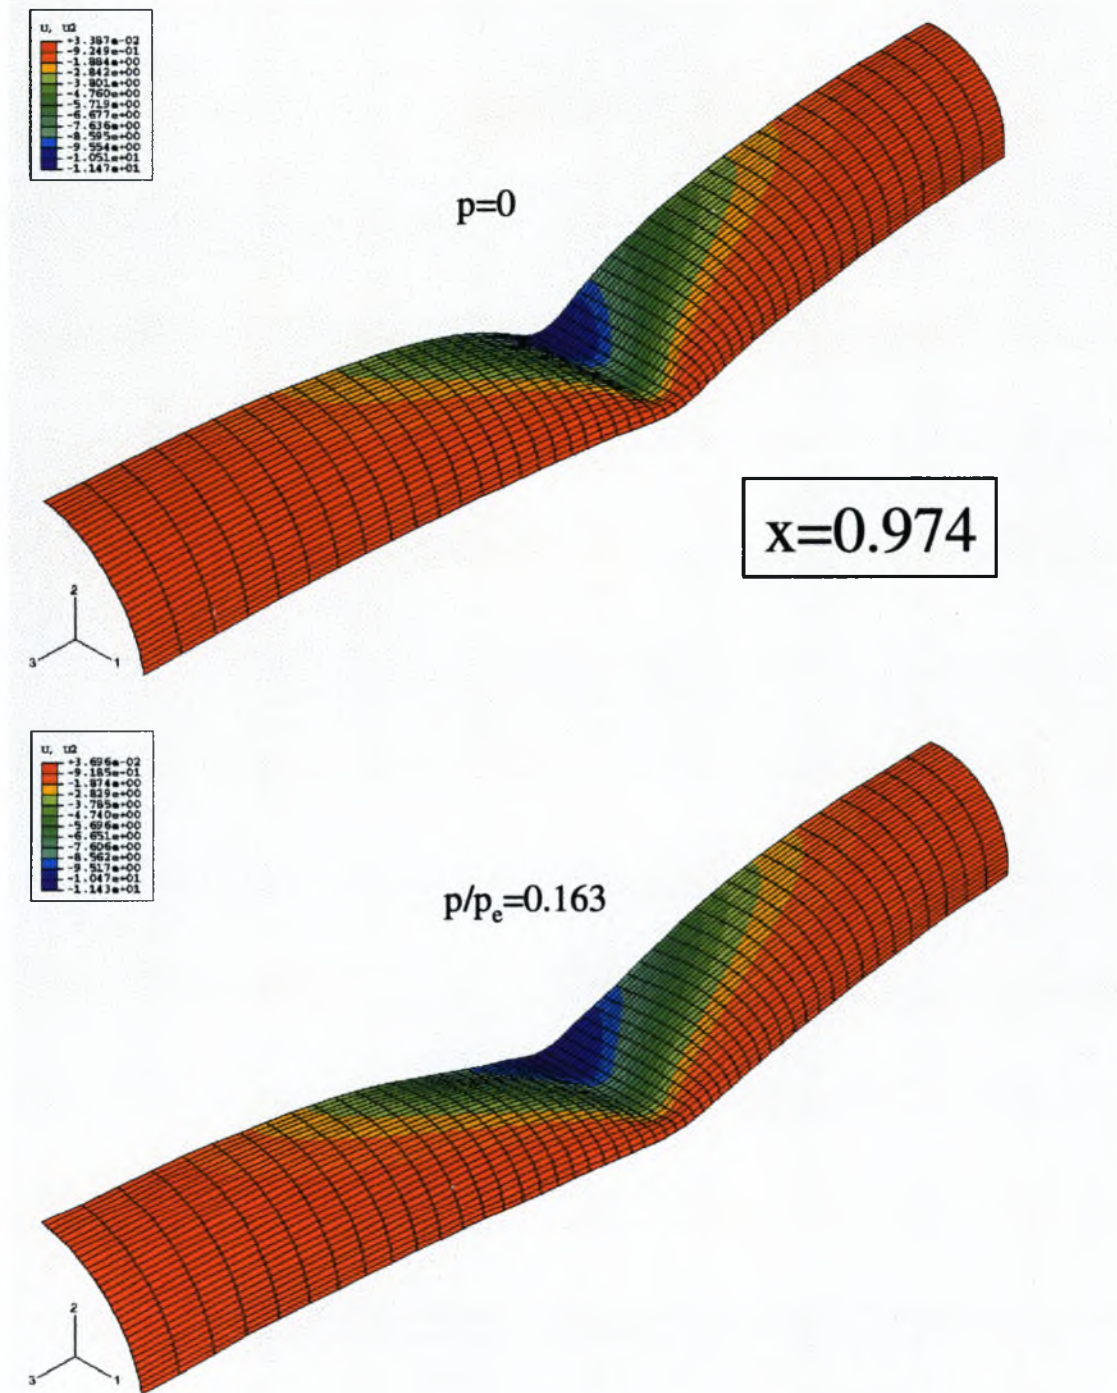 U, U2
+3.387e-02
-9.249e-01
-1.884e+00
-2.842e+00
-3.801e+00
-4.760e+00
-5.719e+00
-6.677e+00
-7.636e+00
-8.595e+00
-9.554e+00
-1.051e+01
-1.147e+01
p=0
x=0.974
2
3
1
U, U2
+3.696e-02
-9.185e-01
-1.874e+00
-2.829e+00
-3.785e+00
-4.740e+00
-5.696e+00
-6.651e+00
-7.606e+00
-8.562e+00
-9.517e+00
-1.047e+01
-1.143e+01
p/pₑ=0.163
2
3
1